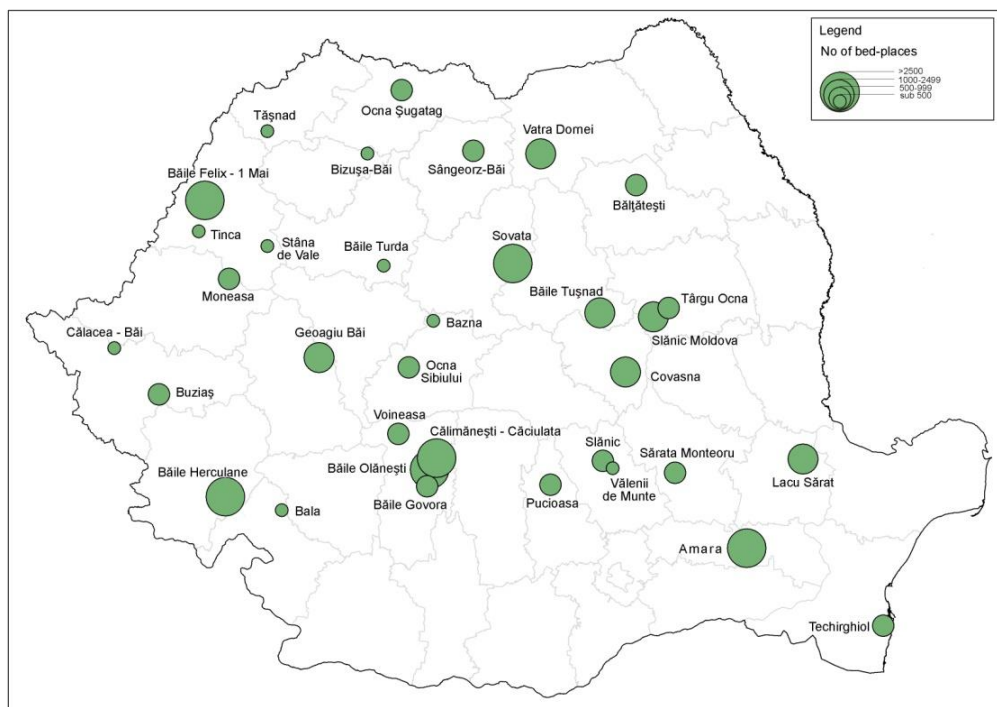 Legend
No of bed-places
>2500
1000-2499
500-999
sub 500
Ocna Şugatag
Tăşnad
Vatra Dornei
Bizuşa-Băi
Sângeorz-Băi
Băile Felix - 1 Mai
Bălţăteşti
Tinca
Stâna
de Vale
Băile Turda
Sovata
Moneasa
Băile Tuşnad
Târgu Ocna
Călacea - Băi
Geoagiu Băi
Bazna
Slănic Moldova
Ocna
Sibiului
Covasna
Buziaş
Voineasa
Călimăneşti - Căciulata
Slănic
Sărata Monteoru
Băile Herculane
Băile Olăneşti
Vălenii
de Munte
Lacu Sărat
Băile Govora
Pucioasa
Bala
Amara
Techirghiol